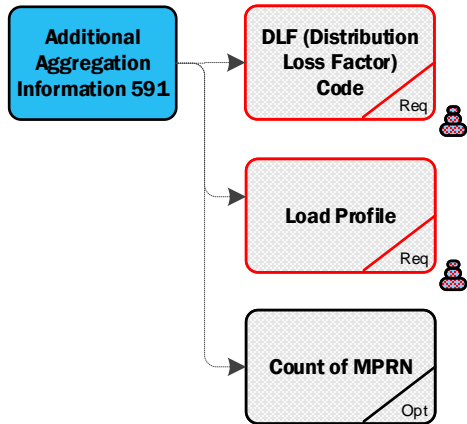 Additional
Aggregation
Information 591
DLF (Distribution
Loss Factor)
Code
Req
Load Profile
Req
Count of MPRN
Opt